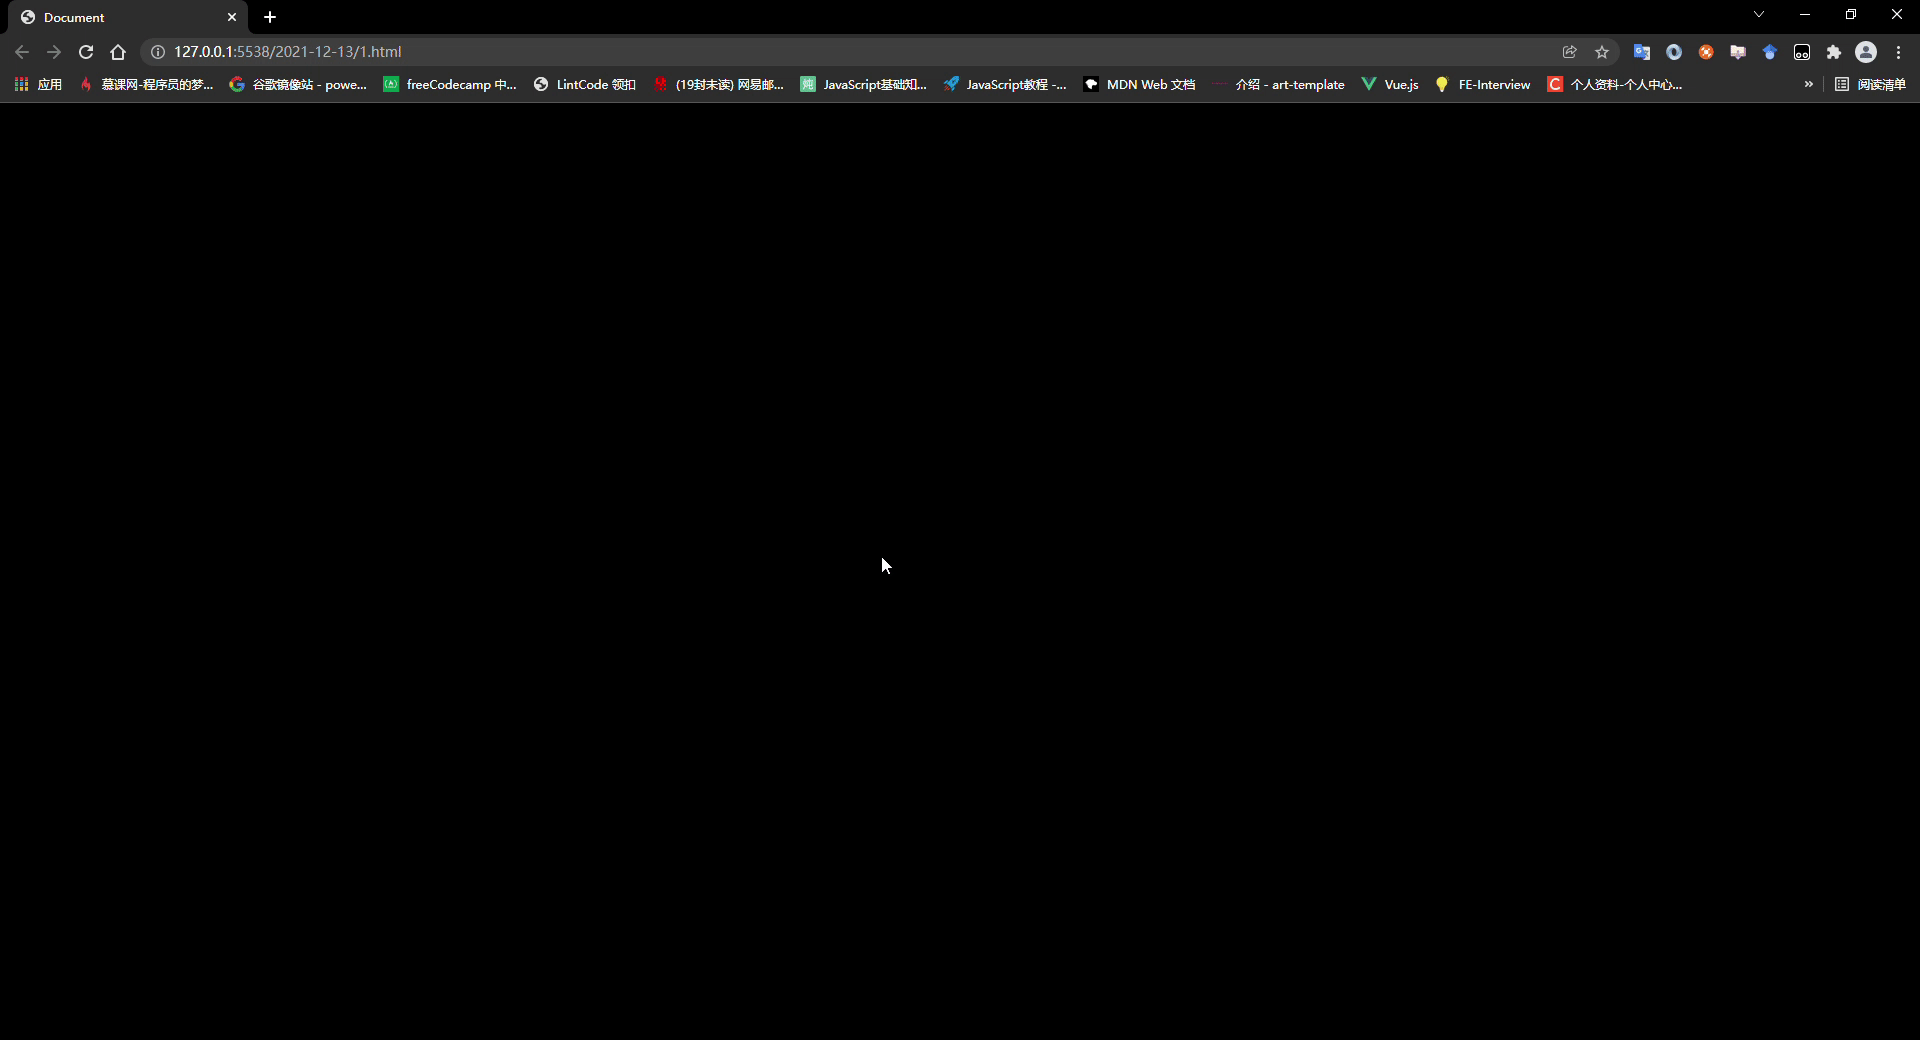 Document
127.0.0.1:5538/2021-12-13/1.html
应用 慕课网-程序员的梦... 谷歌镜像站 - powe... freeCodecamp 中... LintCode 领扣 (19封未读) 网易邮... JavaScript基础知... JavaScript教程 -... MDN Web 文档 介绍 - art-template Vue.js FE-Interview C 个人资料-个人中心... » 阅读清单